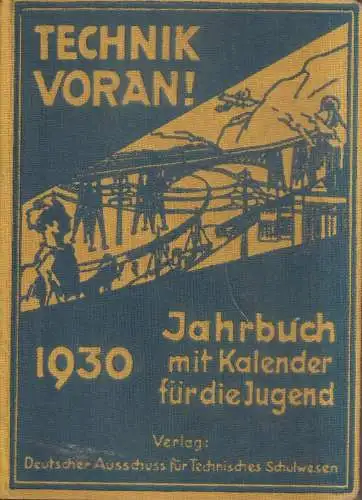 TECHNIK
VORAN!
1930
Jahrbuch
mit Kalender
für die Jugend
Verlag:
Deutscher Ausschuss für Technisches Schulwesen